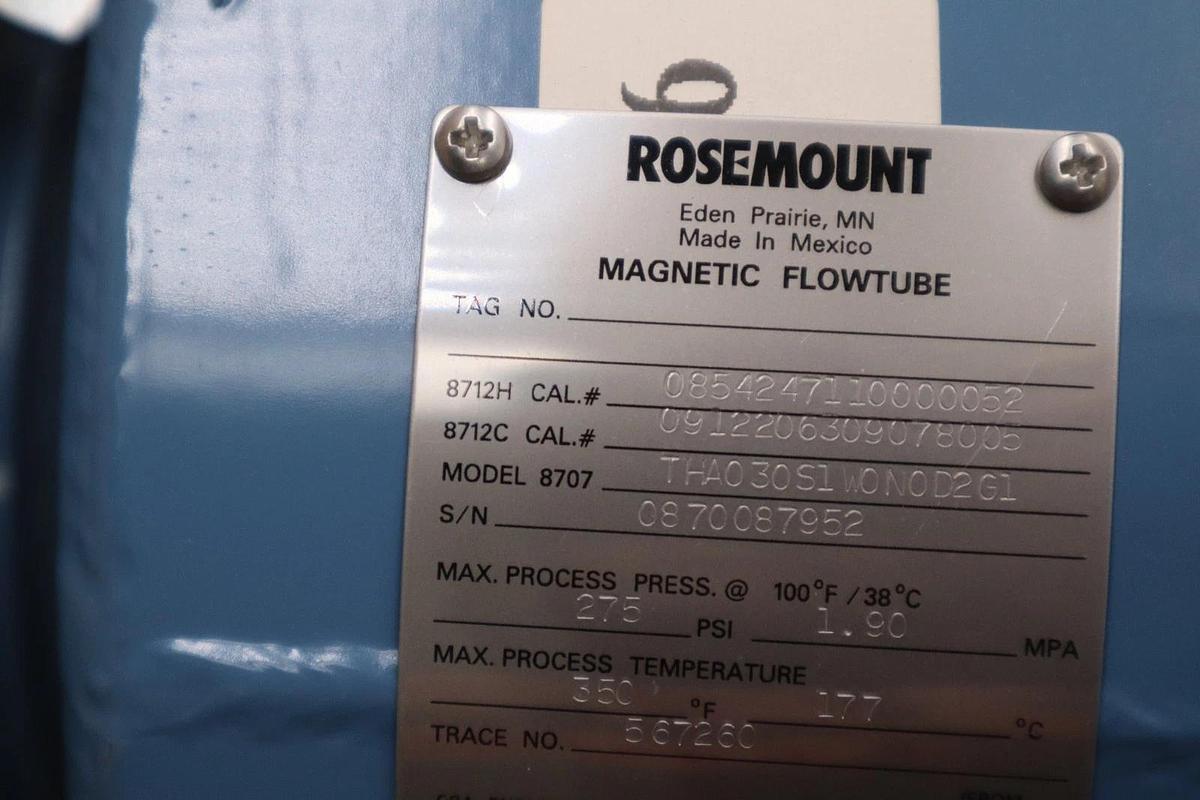 ROSEMOUNT
Eden Prairie, MN
Made In Mexico
MAGNETIC FLOWTUBE
TAG NO.
8712H CAL.# 0854247110000052
8712C CAL.# 0912206309078005
MODEL 8707 THA030S1W0N0D2G1
S/N 0870087952
MAX. PROCESS PRESS. @ 100°F / 38°C
275 PSI 1.90 MPA
MAX. PROCESS TEMPERATURE
350 °F 177 °C
TRACE NO. 567260